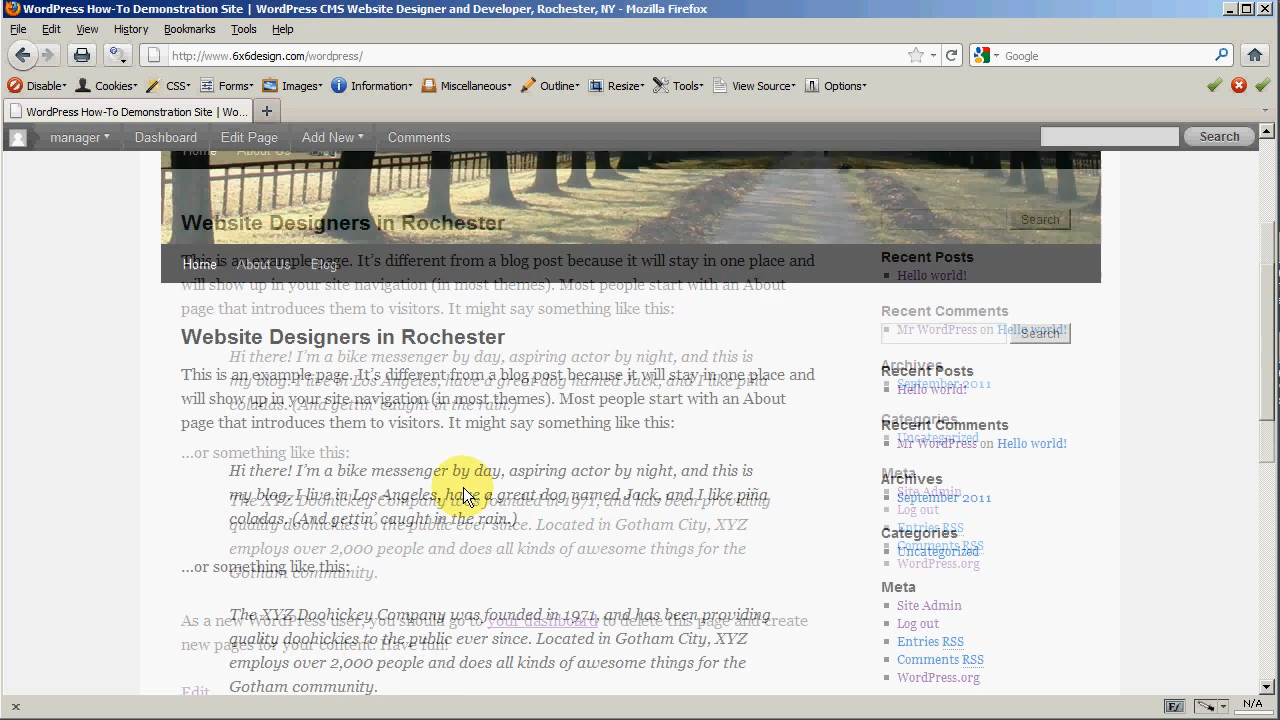 WordPress How-To Demonstration Site | WordPress CMS Website Designer and Developer, Rochester, NY - Mozilla Firefox
File Edit View History Bookmarks Tools Help
http://www.6x6design.com/wordpress/
Google
Disable Cookies CSS Forms Images Information Miscellaneous Outline Resize Tools View Source Options
WordPress How-To Demonstration Site | Wo...
manager Dashboard Edit Page Add New Comments Search
Home About Us Blog
Website Designers in Rochester
Search
This is an example page. It's different from a blog post because it will stay in one place and
will show up in your site navigation (in most themes). Most people start with an About
page that introduces them to visitors. It might say something like this:
Home About Us Blog
Website Designers in Rochester
Hi there! I'm a bike messenger by day, aspiring actor by night, and this is
my blog. I live in Los Angeles, have a great dog named Jack, and I like piña
coladas. (And gettin' caught in the rain.)
This is an example page. It's different from a blog post because it will stay in one place and
will show up in your site navigation (in most themes). Most people start with an About
page that introduces them to visitors. It might say something like this:
...or something like this:
Hi there! I'm a bike messenger by day, aspiring actor by night, and this is
my blog. I live in Los Angeles, have a great dog named Jack, and I like piña
coladas. (And gettin' caught in the rain.)
The XYZ Doohickey Company was founded in 1971, and has been providing
quality doohickies to the public ever since. Located in Gotham City, XYZ
employs over 2,000 people and does all kinds of awesome things for the
Gotham community.
...or something like this:
The XYZ Doohickey Company was founded in 1971, and has been providing
quality doohickies to the public ever since. Located in Gotham City, XYZ
employs over 2,000 people and does all kinds of awesome things for the
Gotham community.
As a new WordPress user, you should go to your dashboard to delete this page and create
new pages for your content. Have fun!
Edit
Recent Posts
Hello world!
Recent Comments
Mr WordPress on Hello world!
Archives
September 2011
Categories
Uncategorized
Meta
Site Admin
Log out
Entries RSS
Comments RSS
WordPress.org
Search
Recent Posts
Hello world!
Recent Comments
Mr WordPress on Hello world!
Archives
September 2011
Categories
Uncategorized
Meta
Site Admin
Log out
Entries RSS
Comments RSS
WordPress.org
N/A